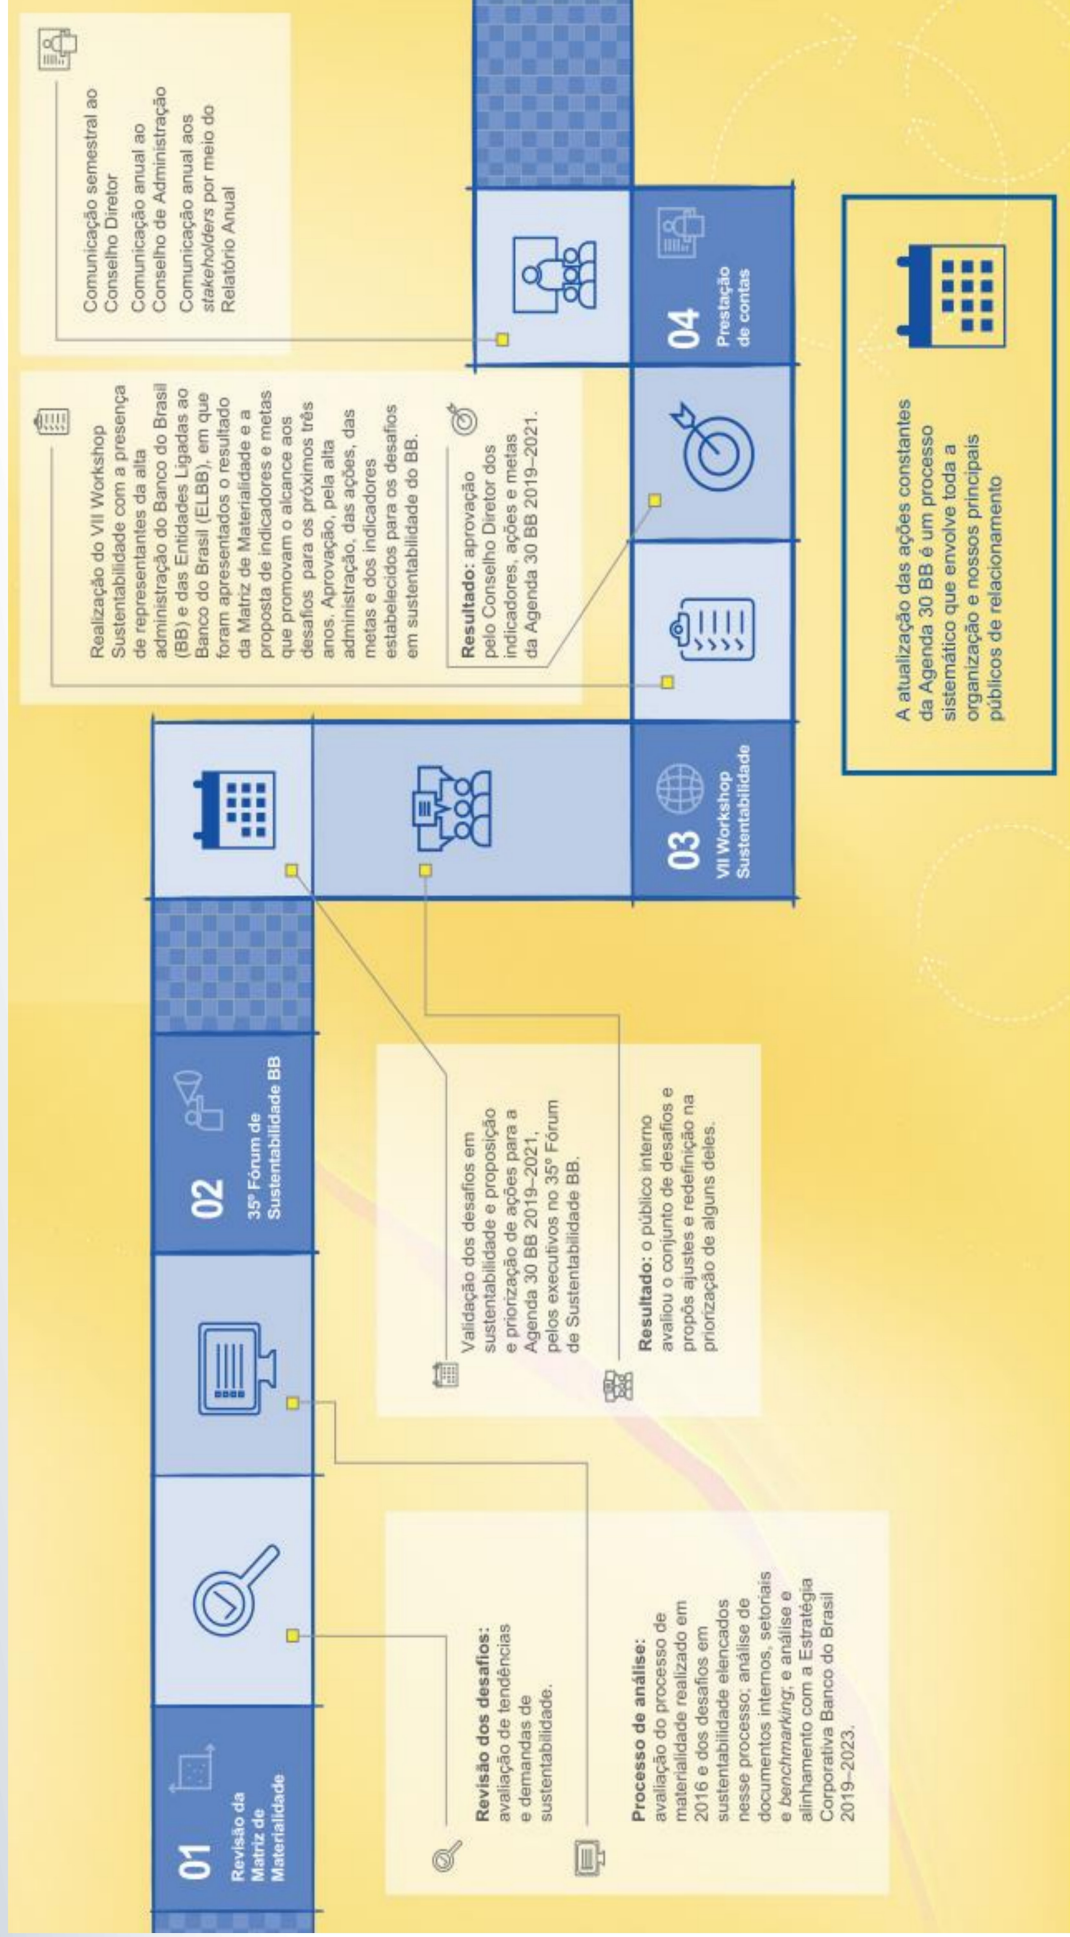 01
Revisão da
Matriz de
Materialidade
Revisão dos desafios:
avaliação de tendências
e demandas de
sustentabilidade.
Processo de análise:
avaliação do processo de
materialidade realizado em
2016 e dos desafios em
sustentabilidade elencados
nesse processo; análise de
documentos internos, setoriais
e benchmarking; e análise e
alinhamento com a Estratégia
Corporativa Banco do Brasil
2019–2023.
02
35º Fórum de
Sustentabilidade BB
Validação dos desafios em
sustentabilidade e proposição
e priorização de ações para a
Agenda 30 BB 2019–2021,
pelos executivos no 35º Fórum
de Sustentabilidade BB.
Resultado: o público interno
avaliou o conjunto de desafios e
propôs ajustes e redefinição na
priorização de alguns deles.
03
VII Workshop
Sustentabilidade
Realização do VII Workshop
Sustentabilidade com a presença
de representantes da alta
administração do Banco do Brasil
(BB) e das Entidades Ligadas ao
Banco do Brasil (ELBB), em que
foram apresentados o resultado
da Matriz de Materialidade e a
proposta de indicadores e metas
que promovam o alcance aos
desafios para os próximos três
anos. Aprovação, pela alta
administração, das ações, das
metas e dos indicadores
estabelecidos para os desafios
em sustentabilidade do BB.
Resultado: aprovação
pelo Conselho Diretor dos
indicadores, ações e metas
da Agenda 30 BB 2019–2021.
04
Prestação
de contas
Comunicação semestral ao
Conselho Diretor
Comunicação anual ao
Conselho de Administração
Comunicação anual aos
stakeholders por meio do
Relatório Anual
A atualização das ações constantes
da Agenda 30 BB é um processo
sistemático que envolve toda a
organização e nossos principais
públicos de relacionamento